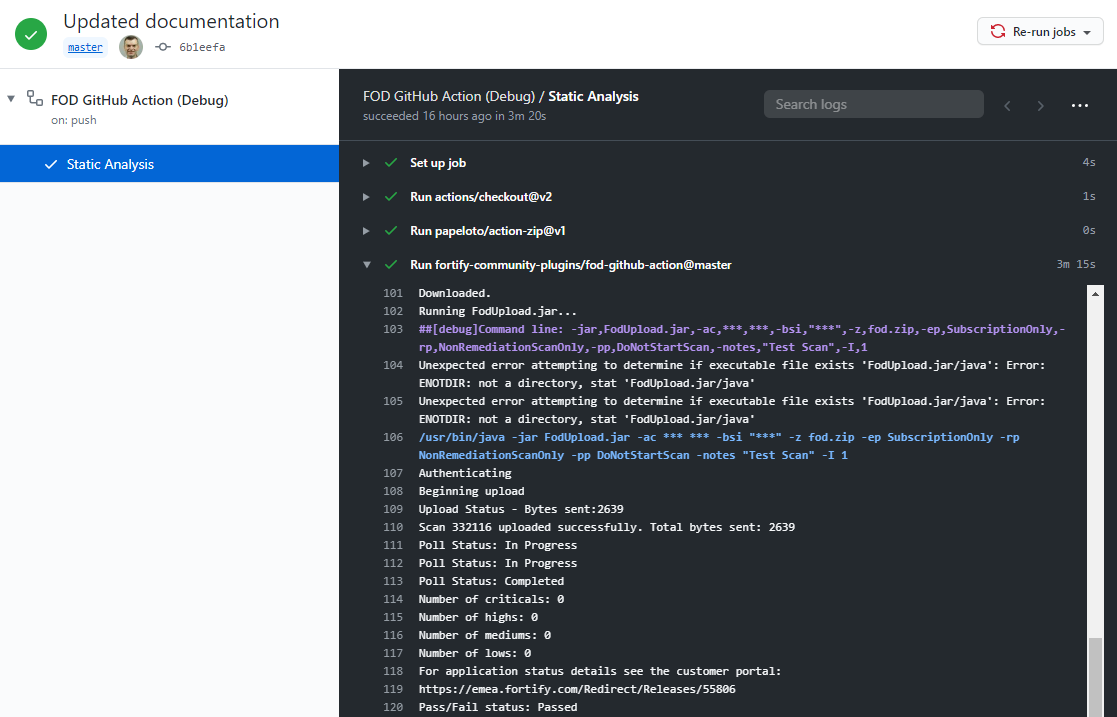 Updated documentation
master 6b1eefa
Re-run jobs
FOD GitHub Action (Debug)
on: push
Static Analysis
FOD GitHub Action (Debug) / Static Analysis
succeeded 16 hours ago in 3m 20s
Search logs
Set up job 4s
Run actions/checkout@v2 1s
Run papeloto/action-zip@v1 0s
Run fortify-community-plugins/fod-github-action@master 3m 15s
101 Downloaded.
102 Running FodUpload.jar...
103 ##[debug]Command line: -jar,FodUpload.jar,-ac,***,***,-bsi,"***",-z,fod.zip,-ep,SubscriptionOnly,-
rp,NonRemediationScanOnly,-pp,DoNotStartScan,-notes,"Test Scan",-I,1
104 Unexpected error attempting to determine if executable file exists 'FodUpload.jar/java': Error:
ENOTDIR: not a directory, stat 'FodUpload.jar/java'
105 Unexpected error attempting to determine if executable file exists 'FodUpload.jar/java': Error:
ENOTDIR: not a directory, stat 'FodUpload.jar/java'
106 /usr/bin/java -jar FodUpload.jar -ac *** *** -bsi "***" -z fod.zip -ep SubscriptionOnly -rp
NonRemediationScanOnly -pp DoNotStartScan -notes "Test Scan" -I 1
107 Authenticating
108 Beginning upload
109 Upload Status - Bytes sent:2639
110 Scan 332116 uploaded successfully. Total bytes sent: 2639
111 Poll Status: In Progress
112 Poll Status: In Progress
113 Poll Status: Completed
114 Number of criticals: 0
115 Number of highs: 0
116 Number of mediums: 0
117 Number of lows: 0
118 For application status details see the customer portal:
119 https://emea.fortify.com/Redirect/Releases/55806
120 Pass/Fail status: Passed